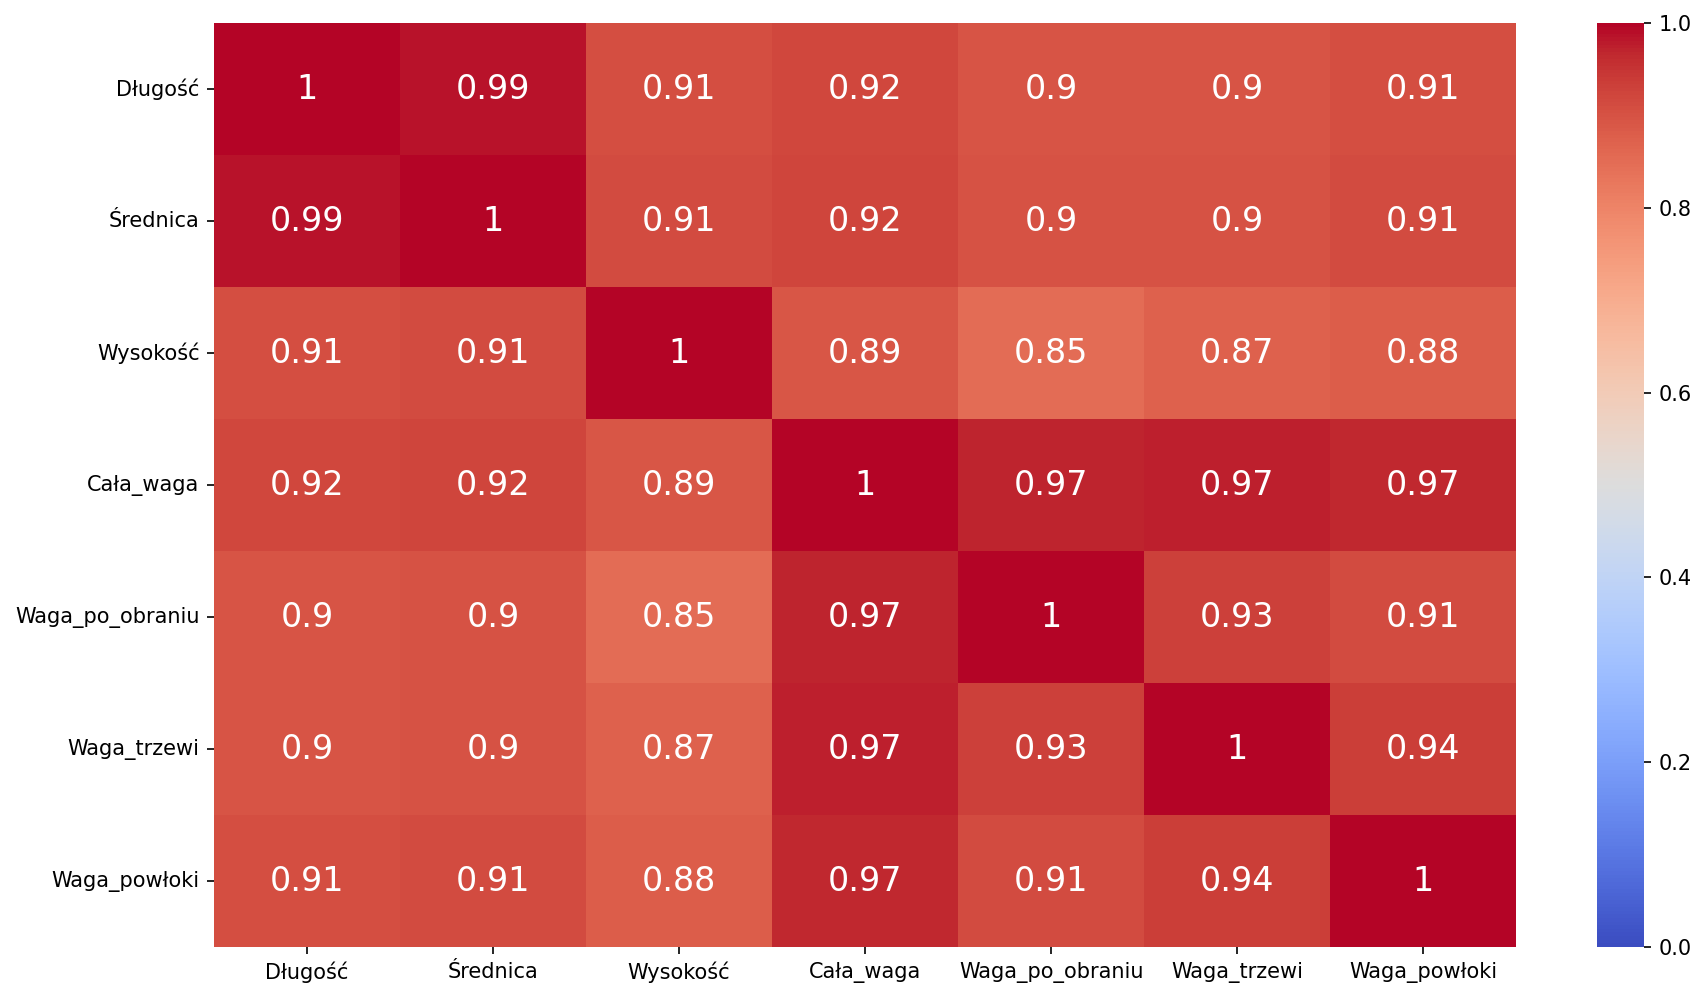 1.0
Długość 1 0.99 0.91 0.92 0.9 0.9 0.91
0.8
Średnica 0.99 1 0.91 0.92 0.9 0.9 0.91
Wysokość 0.91 0.91 1 0.89 0.85 0.87 0.88
0.6
Cała_waga 0.92 0.92 0.89 1 0.97 0.97 0.97
0.4
Waga_po_obraniu 0.9 0.9 0.85 0.97 1 0.93 0.91
Waga_trzewi 0.9 0.9 0.87 0.97 0.93 1 0.94
0.2
Waga_powłoki 0.91 0.91 0.88 0.97 0.91 0.94 1
0.0
Długość Średnica Wysokość Cała_waga Waga_po_obraniu Waga_trzewi Waga_powłoki